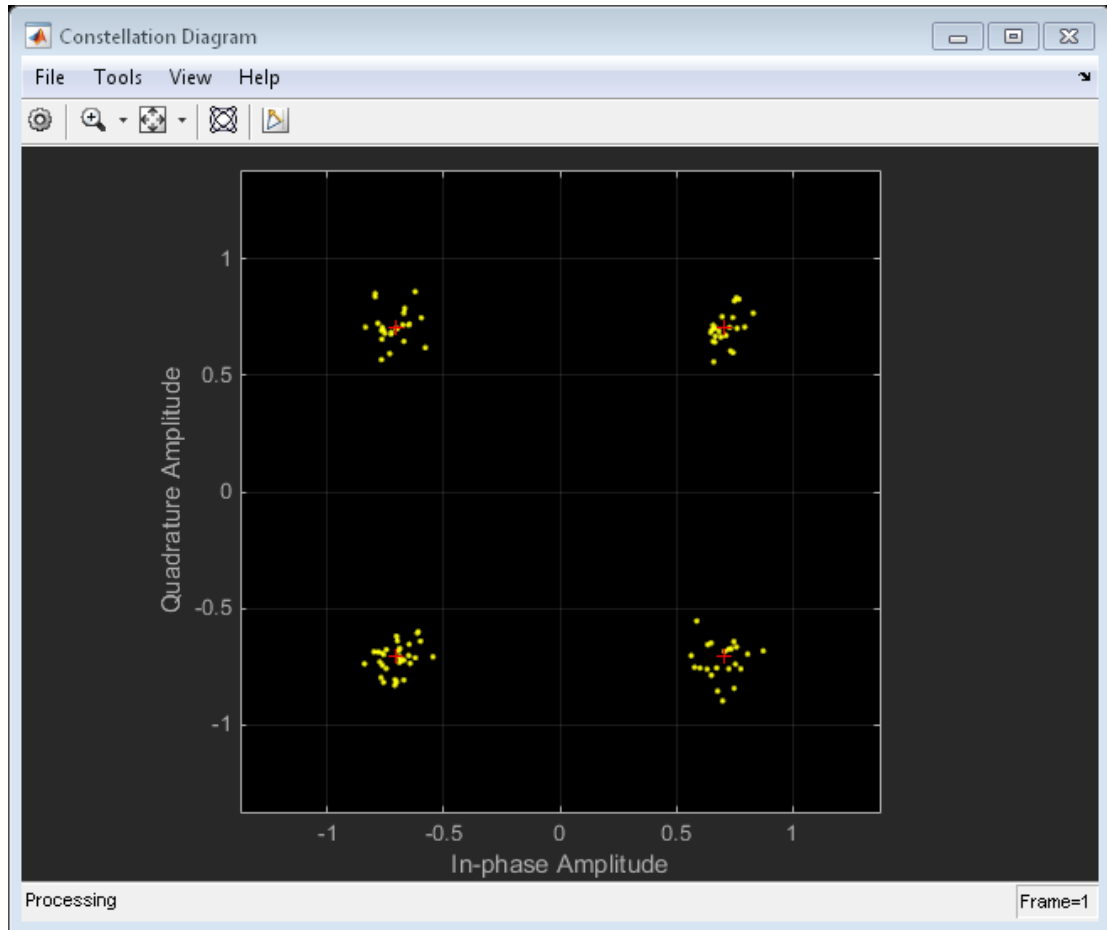 Constellation Diagram
File Tools View Help
1
0.5
0
-0.5
-1
Quadrature Amplitude
-1 -0.5 0 0.5 1
In-phase Amplitude
Processing Frame=1